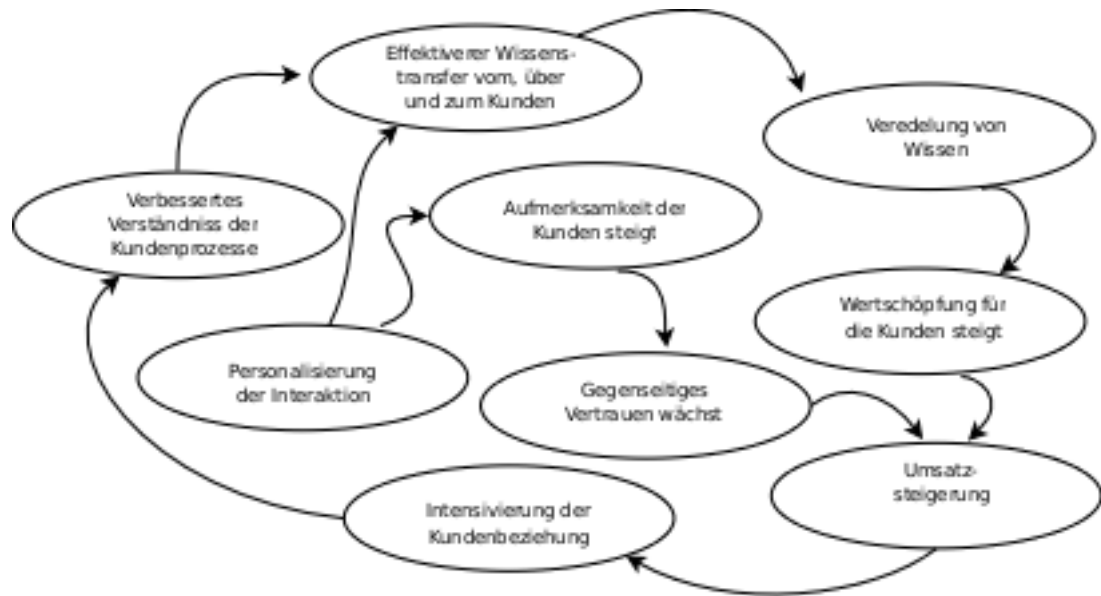 Effektiverer Wissens-
transfer vom, über
und zum Kunden
Veredelung von
Wissen
Verbessertes
Verständniss der
Kundenprozesse
Aufmerksamkeit der
Kunden steigt
Wertschöpfung für
die Kunden steigt
Personalisierung
der Interaktion
Gegenseitiges
Vertrauen wächst
Umsatz-
steigerung
Intensivierung der
Kundenbeziehung